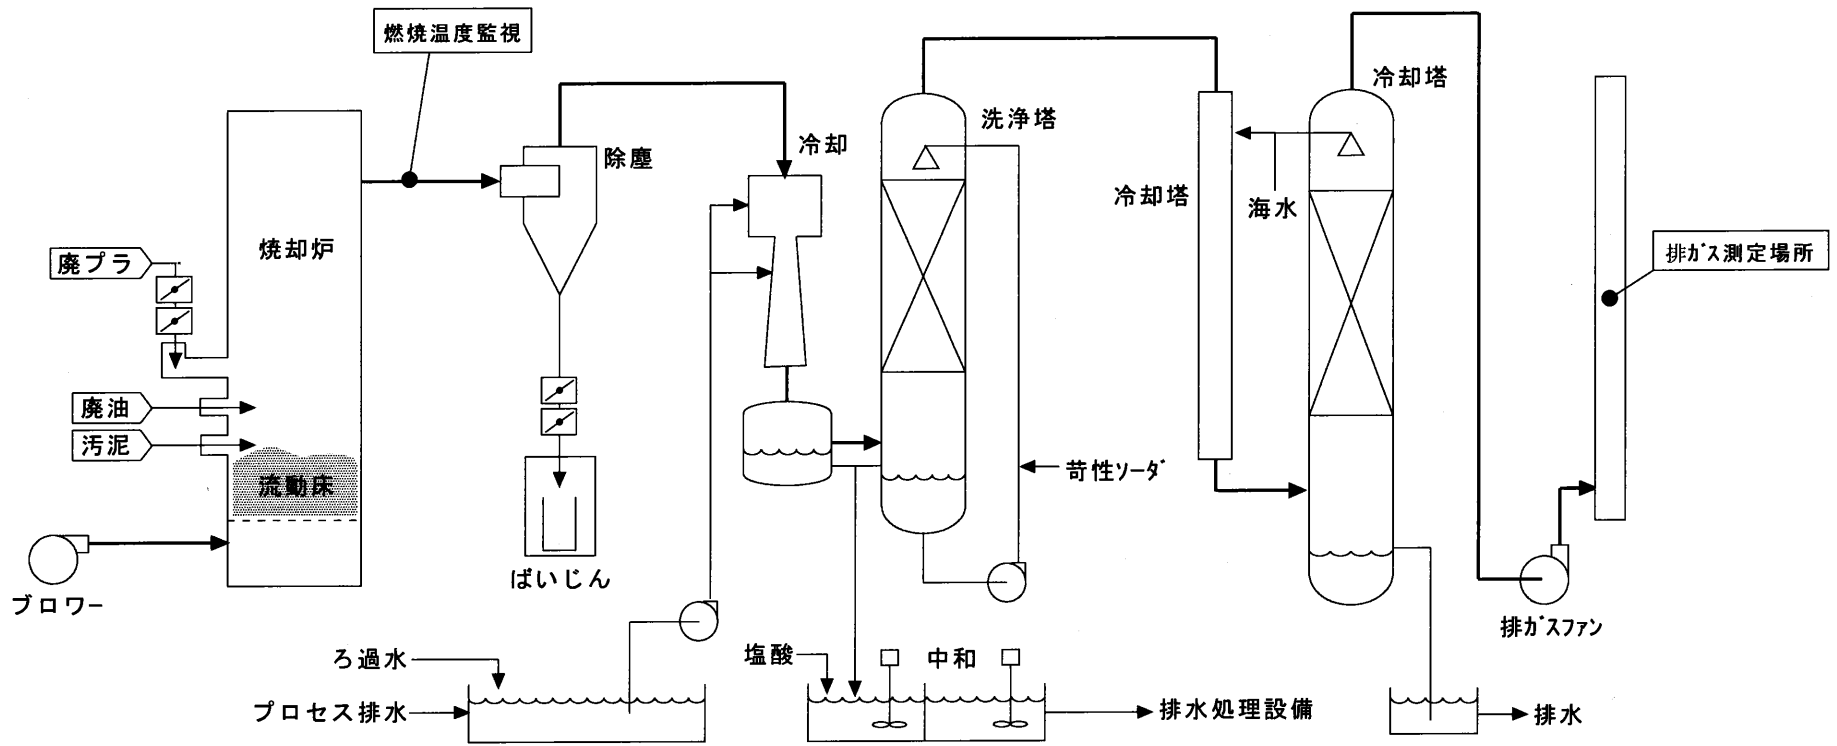 燃焼温度監視
冷却塔
洗浄塔
除塵
冷却
冷却塔
海水
焼却炉
排ｶﾞｽ測定場所
廃プラ
廃油
汚泥
流動床
苛性ｿｰﾀﾞ
ばいじん
ブロワー
排ｶﾞｽﾌｧﾝ
ろ過水
塩酸
中和
プロセス排水
排水処理設備
排水